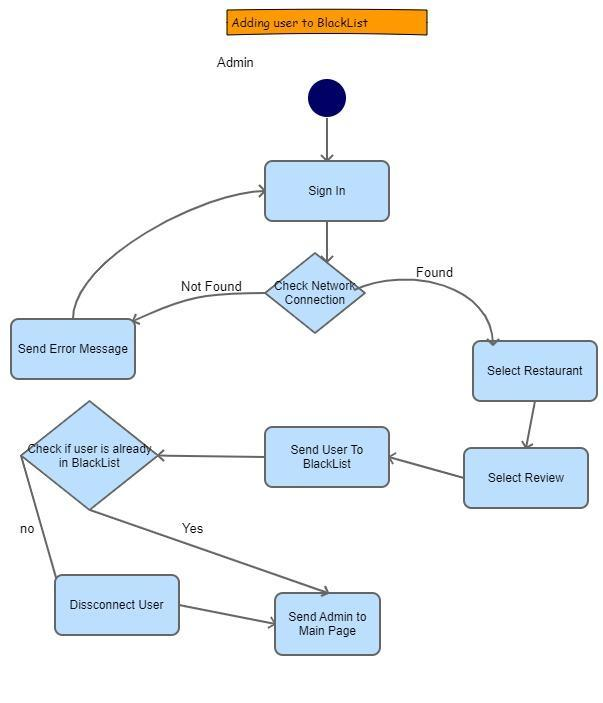 Adding user to BlackList
Admin
Sign In
Check Network
Connection
Not Found
Found
Send Error Message
Select Restaurant
Select Review
Send User To
BlackList
Check if user is already
in BlackList
no
Yes
Dissconnect User
Send Admin to
Main Page